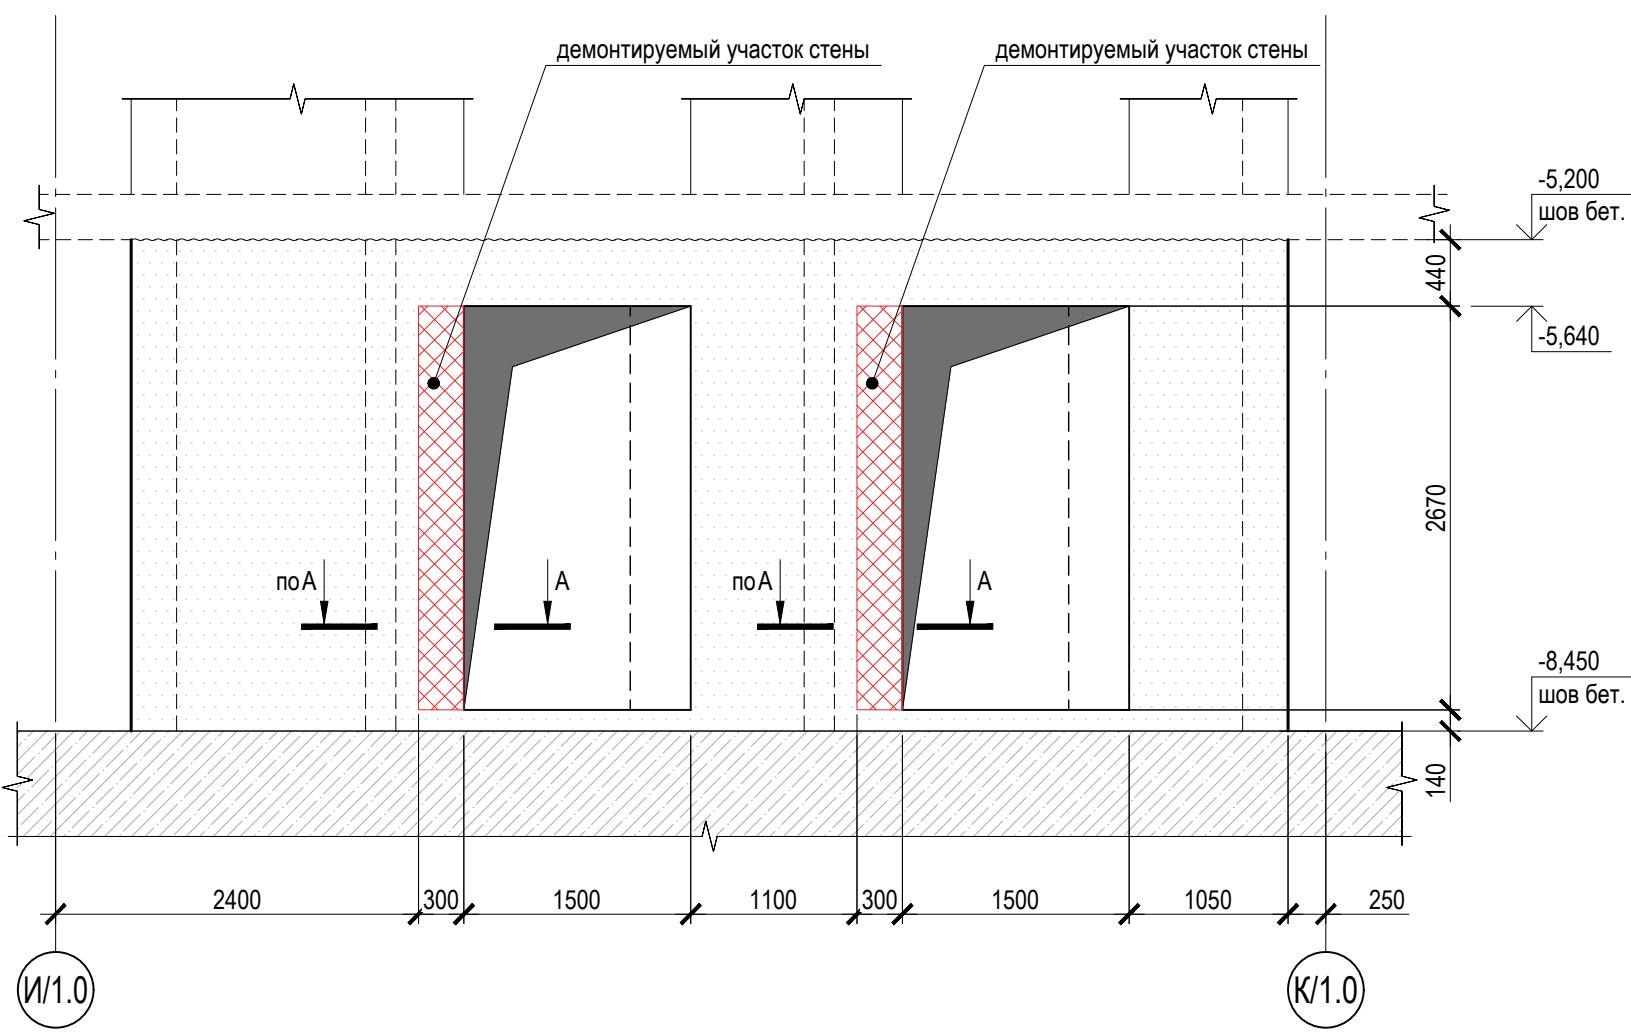 демонтируемый участок стены
демонтируемый участок стены
-5,200
шов бет.
440
-5,640
2670
по А
А
по А
А
-8,450
шов бет.
140
2400
300
1500
1100
300
1500
1050
250
И/1.0
К/1.0